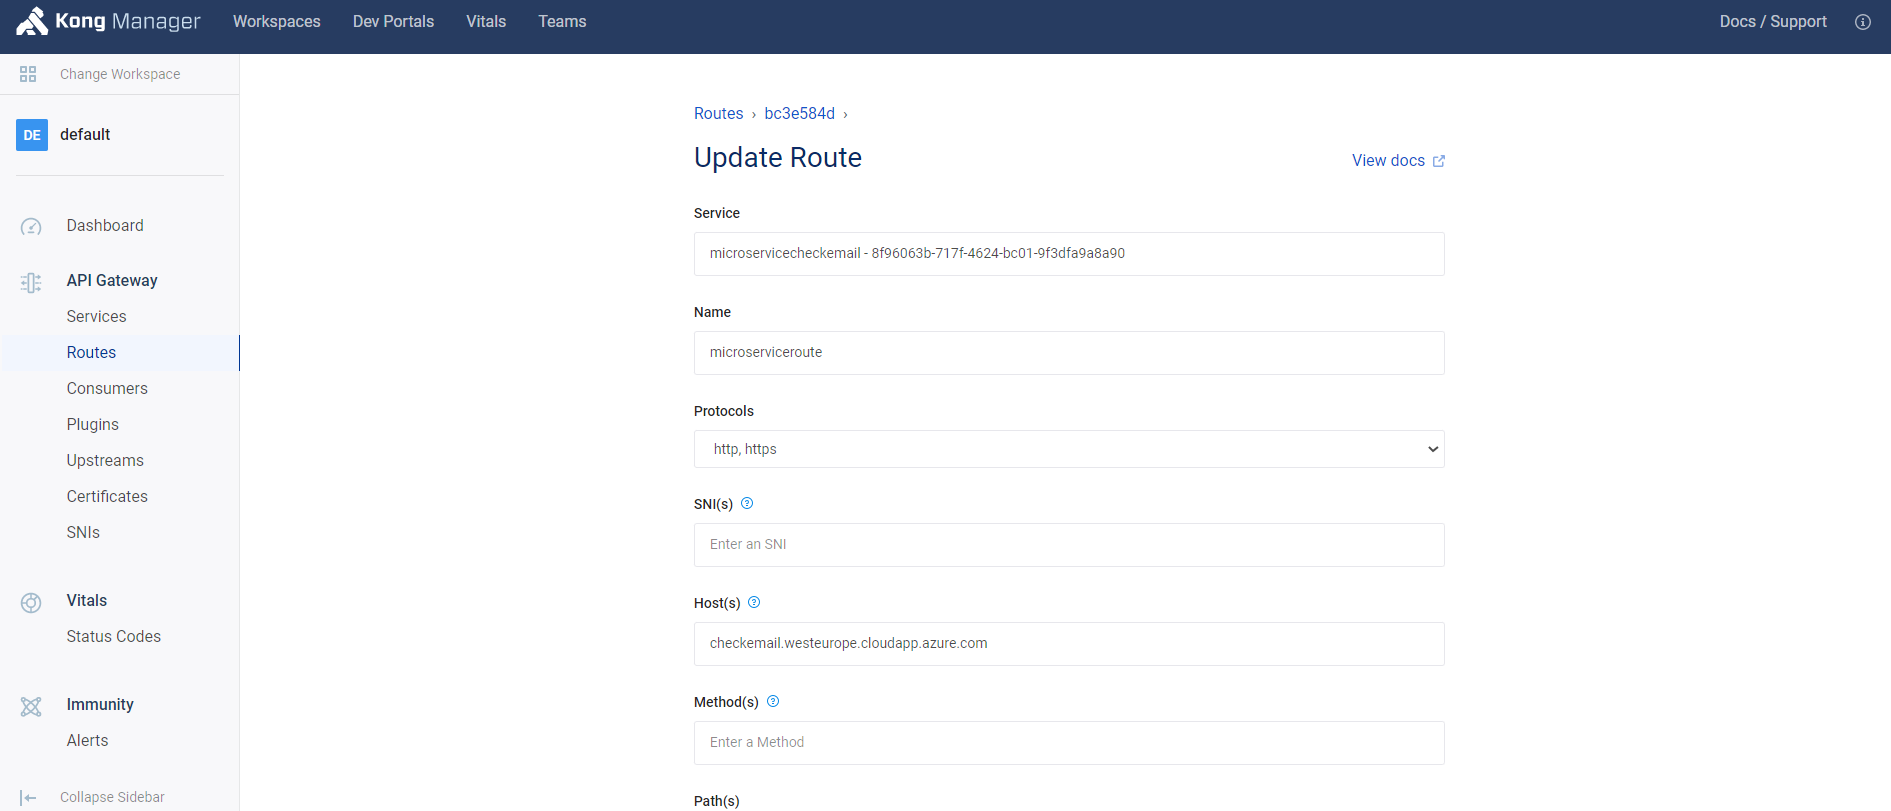 Kong Manager Workspaces Dev Portals Vitals Teams Docs / Support
Change Workspace
DE default
Dashboard
API Gateway
Services
Routes
Consumers
Plugins
Upstreams
Certificates
SNIs
Vitals
Status Codes
Immunity
Alerts
Collapse Sidebar
Routes › bc3e584d ›
Update Route
View docs
Service
microservicecheckemail - 8f96063b-717f-4624-bc01-9f3dfa9a8a90
Name
microserviceroute
Protocols
http, https
SNI(s)
Enter an SNI
Host(s)
checkemail.westeurope.cloudapp.azure.com
Method(s)
Enter a Method
Path(s)